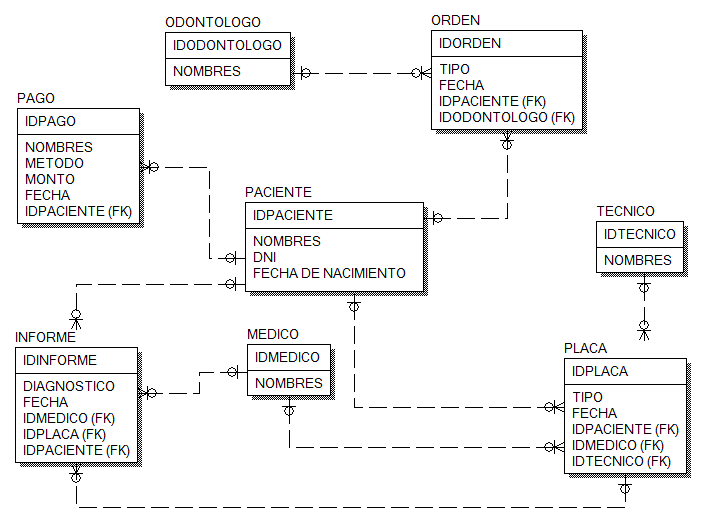 ODONTOLOGO
IDODONTOLOGO
NOMBRES
ORDEN
IDORDEN
TIPO
FECHA
IDPACIENTE (FK)
IDODONTOLOGO (FK)
PAGO
IDPAGO
NOMBRES
METODO
MONTO
FECHA
IDPACIENTE (FK)
PACIENTE
IDPACIENTE
NOMBRES
DNI
FECHA DE NACIMIENTO
TECNICO
IDTECNICO
NOMBRES
INFORME
IDINFORME
DIAGNOSTICO
FECHA
IDMEDICO (FK)
IDPLACA (FK)
IDPACIENTE (FK)
MEDICO
IDMEDICO
NOMBRES
PLACA
IDPLACA
TIPO
FECHA
IDPACIENTE (FK)
IDMEDICO (FK)
IDTECNICO (FK)